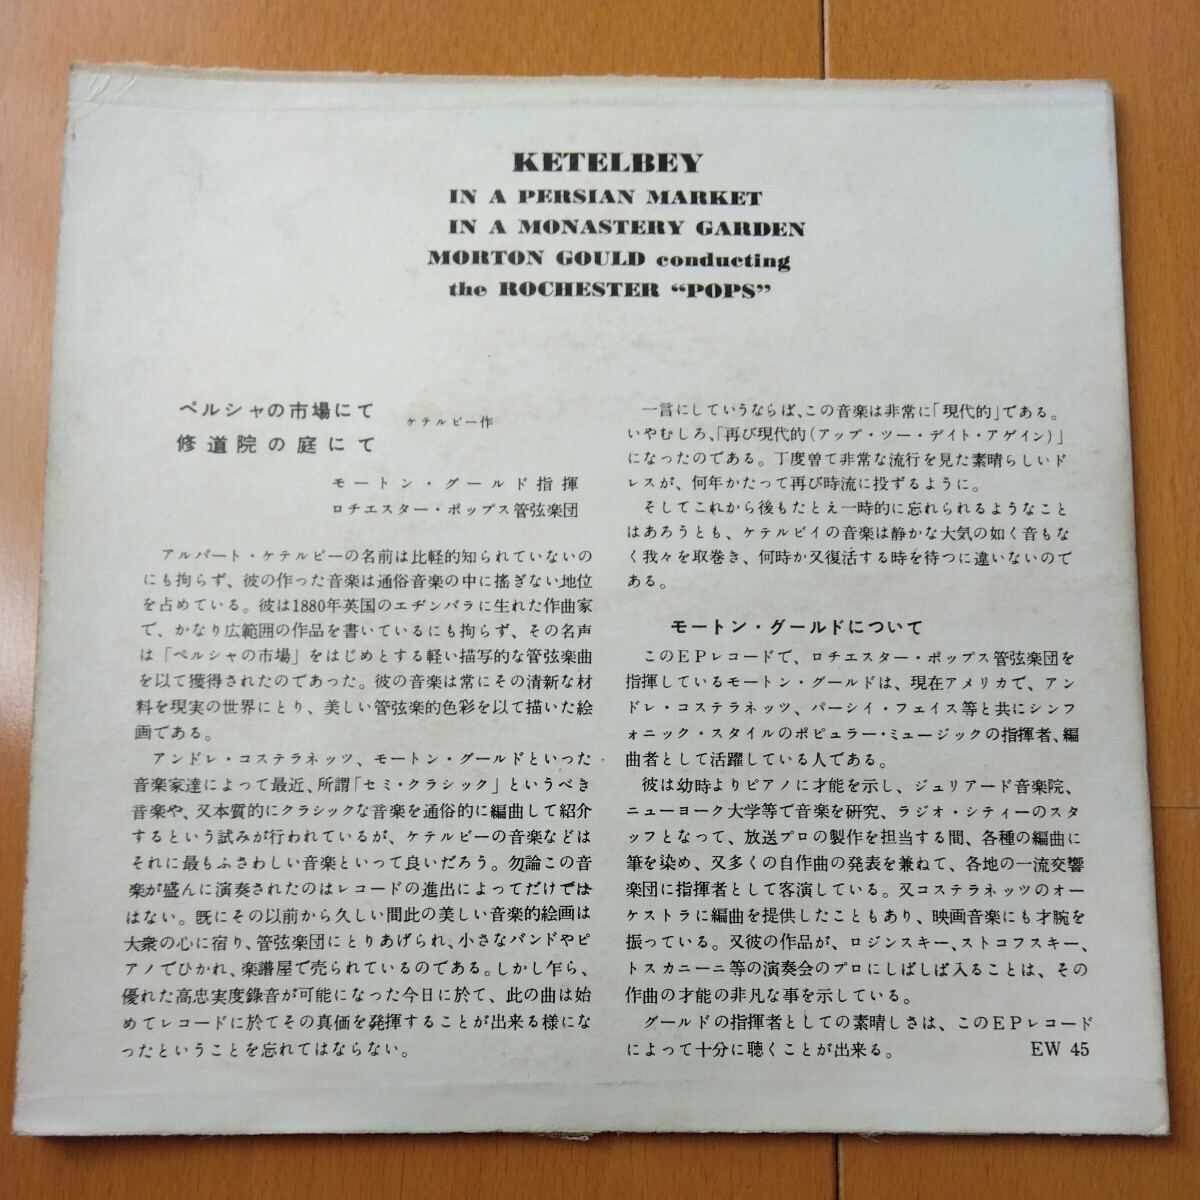 KETELBEY
IN A PERSIAN MARKET
IN A MONASTERY GARDEN
MORTON GOULD conducting
the ROCHESTER “POPS”
ペルシャの市場にて
修道院の庭にて
ケテルビー作
モートン・グールド指揮
ロチエスター・ポップス管弦楽団
アルバート・ケテルビーの名前は比軽的知られていないの
にも拘らず、彼の作った音楽は通俗音楽の中に搖ぎない地位
を占めている。彼は1880年英国のエヂンバラに生れた作曲家
で、かなり広範囲の作品を書いているにも拘らず、その名声
は「ペルシャの市場」をはじめとする軽い描写的な管弦楽曲
を以て獲得されたのであった。彼の音楽は常にその清新な材
料を現実の世界にとり、美しい管弦楽的色彩を以て描いた絵
画である。
アンドレ・コステラネッツ、モートン・グールドといった
音楽家達によって最近、所謂「セミ・クラシック」というべき
音楽や、又本質的にクラシックな音楽を通俗的に編曲して紹介
するという試みが行われているが、ケテルビーの音楽などは
それに最もふさわしい音楽といって良いだろう。勿論この音
楽が盛んに演奏されたのはレコードの進出によってだけでは
はない。既にその以前から久しい間此の美しい音楽的絵画は
大衆の心に宿り、管弦楽団にとりあげられ、小さなバンドやピ
アノでひかれ、楽譜屋で売られているのである。しかし乍ら、
優れた高忠実度錄音が可能になった今日に於て、此の曲は始
めてレコードに於てその真価を発揮することが出来る様にな
ったということを忘れてはならない。
一言にしていうならば、この音楽は非常に「現代的」である。
いやむしろ、「再び現代的(アップ・ツー・デイト・アゲイン)」
になったのである。丁度曽て非常な流行を見た素晴らしいド
レスが、何年かたって再び時流に投ずるように。
そしてこれから後もたとえ一時的に忘れられるようなこと
はあろうとも、ケテルビイの音楽は静かな大気の如く音もな
く我々を取巻き、何時か又復活する時を待つに違いないので
ある。
モートン・グールドについて
このEPレコードで、ロチエスター・ポップス管弦楽団を
指揮しているモートン・グールドは、現在アメリカで、アン
ドレ・コステラネッツ、パーシイ・フェイス等と共にシンフ
ォニック・スタイルのポピュラー・ミュージックの指揮者、編
曲者として活躍している人である。
彼は幼時よりピアノに才能を示し、ジュリアード音楽院、
ニューヨーク大学等で音楽を研究、ラジオ・シティーのスタ
ッフとなって、放送プロの製作を担当する間、各種の編曲に
筆を染め、又多くの自作曲の発表を兼ねて、各地の一流交響
楽団に指揮者として客演している。又コステラネッツのオー
ケストラに編曲を提供したこともあり、映画音楽にも才腕を
振っている。又彼の作品が、ロジンスキー、ストコフスキー、
トスカニーニ等の演奏会のプロにしばしば入ることは、その
作曲の才能の非凡な事を示している。
グールドの指揮者としての素晴しさは、このEPレコード
によって十分に聴くことが出来る。
EW 45